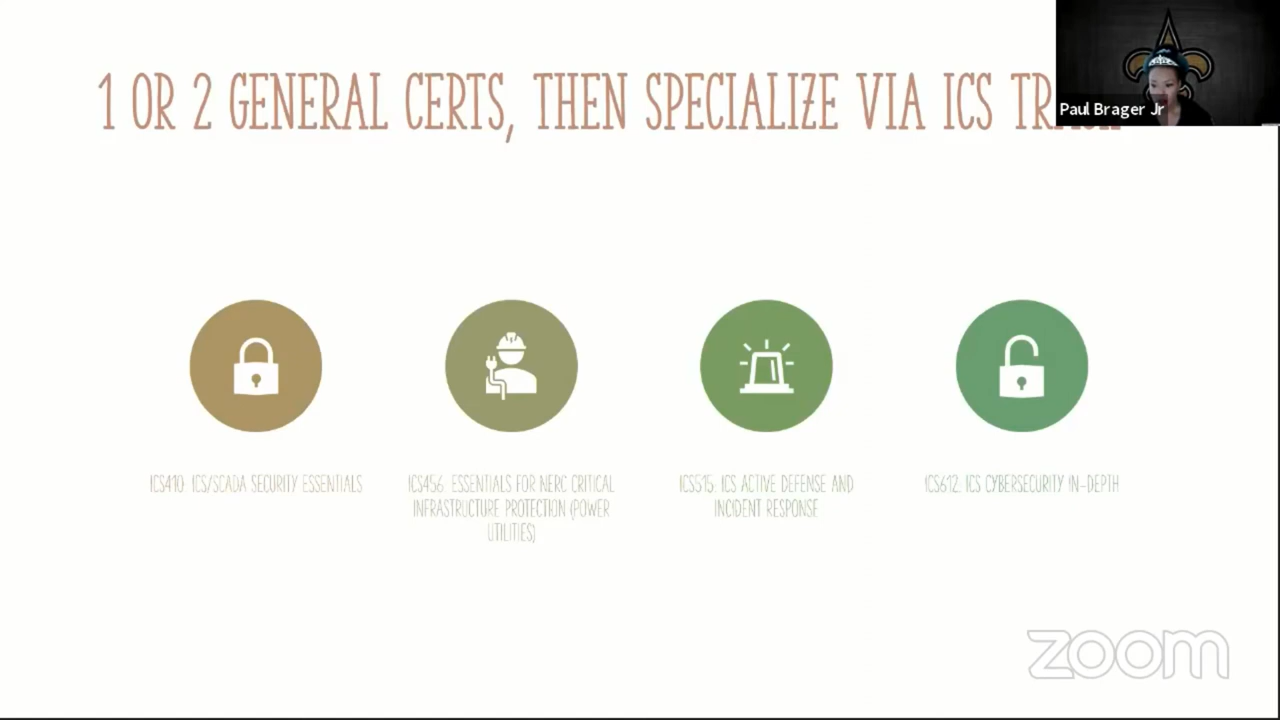 1 OR 2 GENERAL CERTS, THEN SPECIALIZE VIA ICS
Paul Brager Jr
ICS410: ICS/SCADA SECURITY ESSENTIALS
ICS456: ESSENTIALS FOR NERC CRITICAL
INFRASTRUCTURE PROTECTION (POWER
UTILITIES)
ICS515: ICS ACTIVE DEFENSE AND
INCIDENT RESPONSE
ICS612: ICS CYBERSECURITY IN-DEPTH
zoom